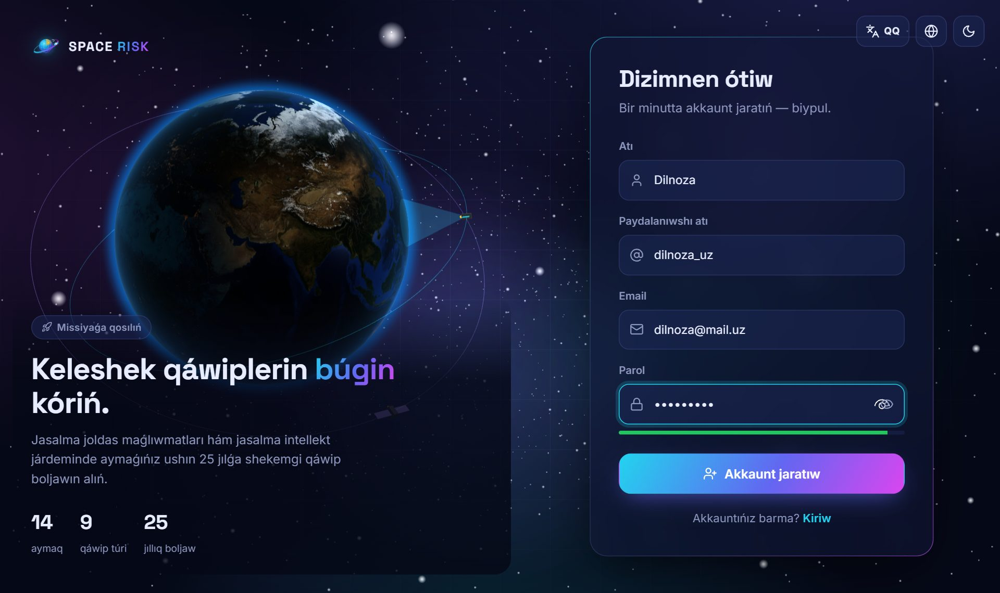 SPACE RISK
QQ
Missiyaǵa qosılıń
Keleshek qáwiplerin búgin
kóriń.
Jasalma joldas maǵlıwmatları hám jasalma intellekt
járdeminde aymaǵıńız ushın 25 jılǵa shekemgi qáwip
boljawın alıń.
14
aymaq
9
qáwip túri
25
jıllıq boljaw
Dizimnen ótiw
Bir minutta akkaunt jaratıń — biypul.
Atı
Dilnoza
Paydalanıwshı atı
dilnoza_uz
Email
dilnoza@mail.uz
Parol
•••••••••
Akkaunt jaratıw
Akkauntıńız barma? Kiriw